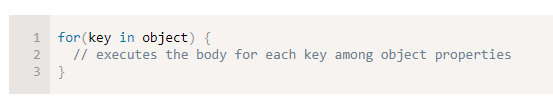 1 for(key in object) {
2   // executes the body for each key among object properties
3 }